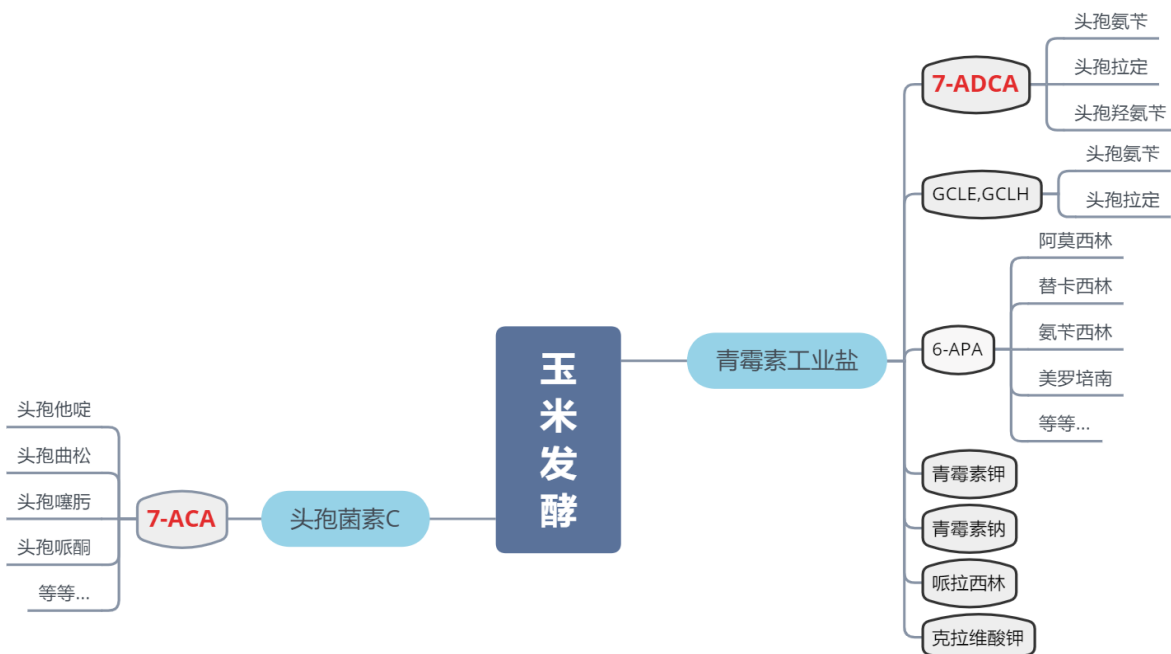 玉米发酵
青霉素工业盐
7-ADCA
头孢氨苄
头孢拉定
头孢羟氨苄
GCLE,GCLH
头孢氨苄
头孢拉定
6-APA
阿莫西林
替卡西林
氨苄西林
美罗培南
等等...
青霉素钾
青霉素钠
哌拉西林
克拉维酸钾
头孢菌素C
7-ACA
头孢他啶
头孢曲松
头孢噻肟
头孢哌酮
等等...